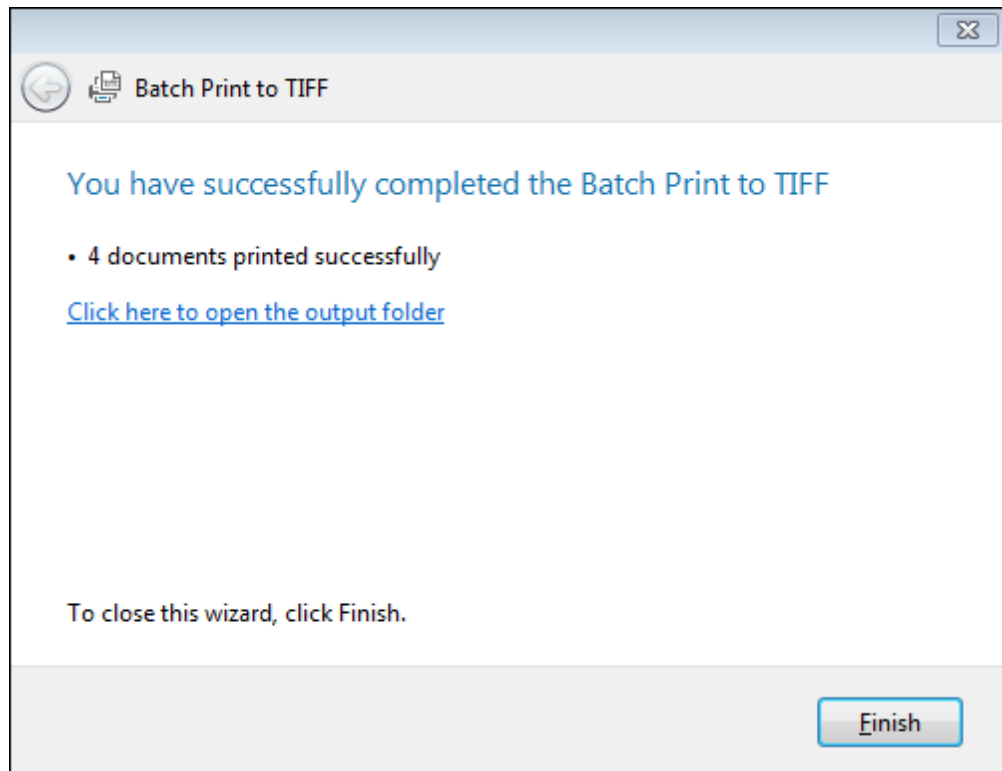 Batch Print to TIFF
You have successfully completed the Batch Print to TIFF
• 4 documents printed successfully
Click here to open the output folder
To close this wizard, click Finish.
Finish